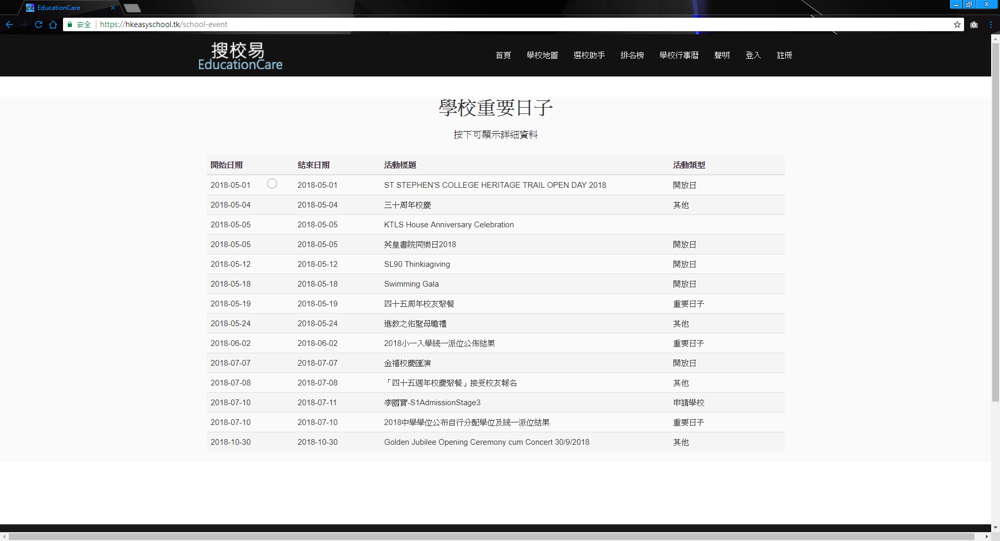 EducationCare
安全 https://hkeasyschool.tk/school-event
搜校易
EducationCare
首頁 學校地圖 選校助手 排名榜 學校行事曆 聲明 登入 註冊
學校重要日子
按下可顯示詳細資料
開始日期 結束日期 活動標題 活動類型
2018-05-01 2018-05-01 ST STEPHEN'S COLLEGE HERITAGE TRAIL OPEN DAY 2018 開放日
2018-05-04 2018-05-04 三十周年校慶 其他
2018-05-05 2018-05-05 KTLS House Anniversary Celebration
2018-05-05 2018-05-05 英皇書院同樂日2018 開放日
2018-05-12 2018-05-12 SL90 Thinkiagiving 開放日
2018-05-18 2018-05-18 Swimming Gala 開放日
2018-05-19 2018-05-19 四十五周年校友聚餐 重要日子
2018-05-24 2018-05-24 進教之佑聖母瞻禮 其他
2018-06-02 2018-06-02 2018小一入學統一派位公佈結果 重要日子
2018-07-07 2018-07-07 金禧校慶匯演 開放日
2018-07-08 2018-07-08 「四十五週年校慶聚餐」接受校友報名 其他
2018-07-10 2018-07-11 李國寶-S1AdmissionStage3 申請學校
2018-07-10 2018-07-10 2018中學學位公布自行分配學位及統一派位結果 重要日子
2018-10-30 2018-10-30 Golden Jubilee Opening Ceremony cum Concert 30/9/2018 其他